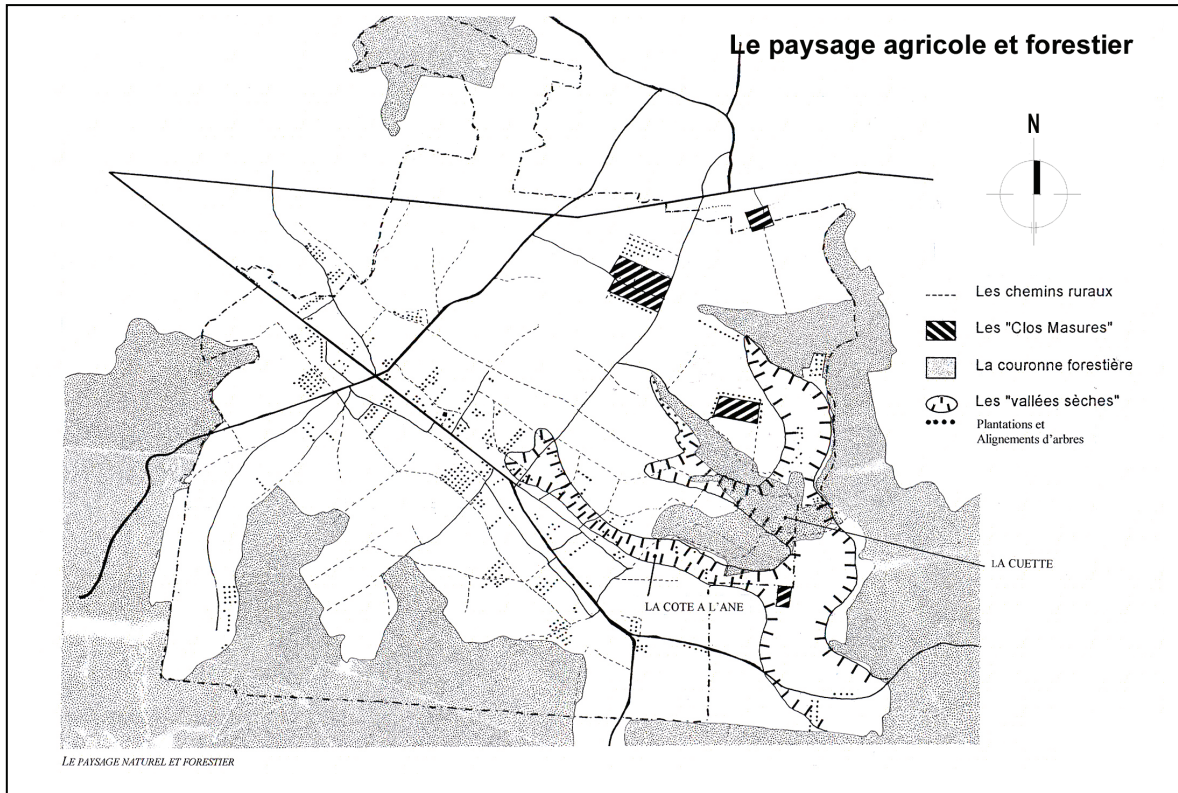 Le paysage agricole et forestier
N
Les chemins ruraux
Les "Clos Masures"
La couronne forestière
Les "vallées sèches"
Plantations et
Alignements d'arbres
LA CUETTE
LA COTE A L'ANE
LE PAYSAGE NATUREL ET FORESTIER